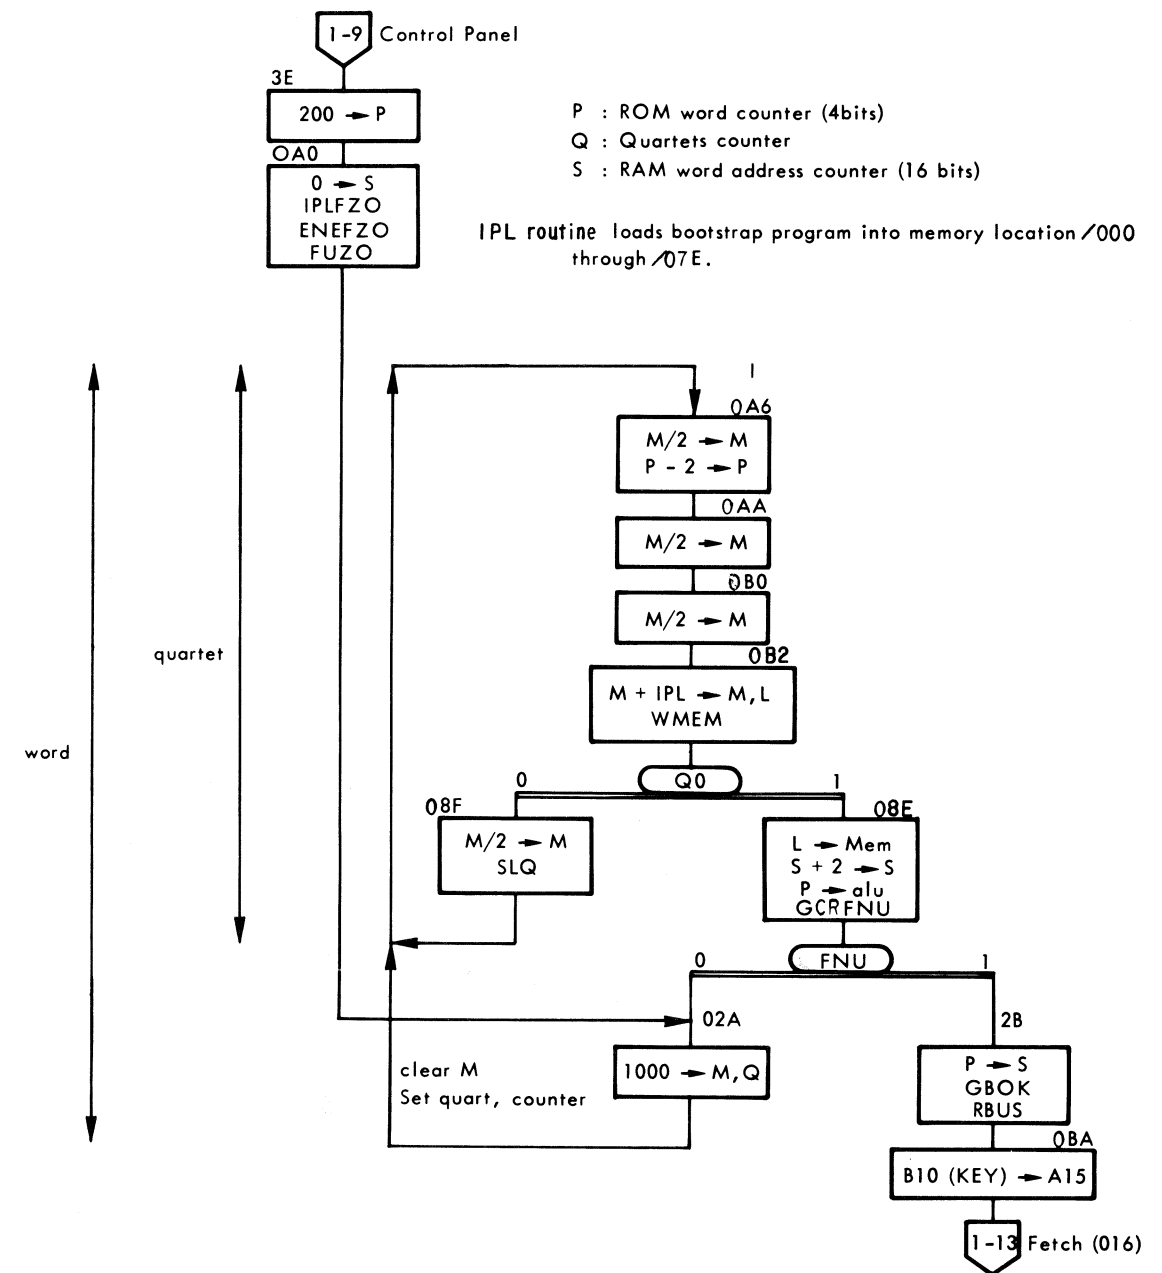 1-9 Control Panel
3E
200 → P
P : ROM word counter (4bits)
Q : Quartets counter
S : RAM word address counter (16 bits)
OAO
0 → S
IPLFZO
ENEFZO
FUZO
IPL routine loads bootstrap program into memory location /000
through /07E.
1
0A6
M/2 → M
P - 2 → P
0AA
M/2 → M
0B0
M/2 → M
0B2
quartet
M + IPL → M, L
WMEM
word
Q0
0 1
08F
M/2 → M
SLQ
08E
L → Mem
S + 2 → S
P → alu
GCRFNU
FNU
0 1
02A
2B
1000 → M, Q
clear M
Set quart, counter
P → S
GBOK
RBUS
0BA
B10 (KEY) → A15
1-13 Fetch (016)